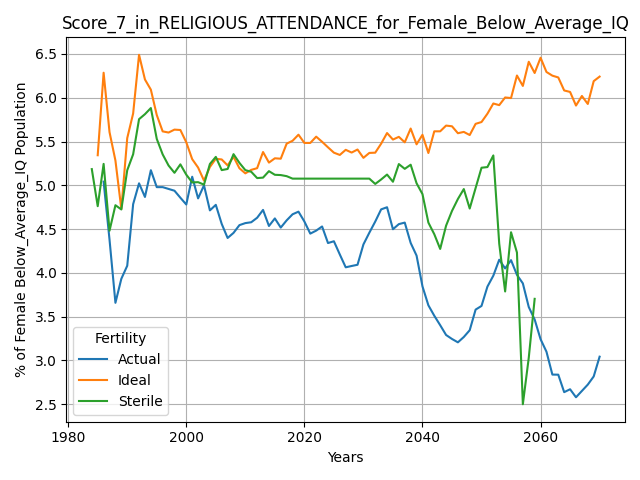 Score_7_in_RELIGIOUS_ATTENDANCE_for_Female_Below_Average_IQ
% of Female Below_Average_IQ Population
6.5
6.0
5.5
5.0
4.5
4.0
3.5
3.0
2.5
Fertility
Actual
Ideal
Sterile
1980
2000
2020
2040
2060
Years